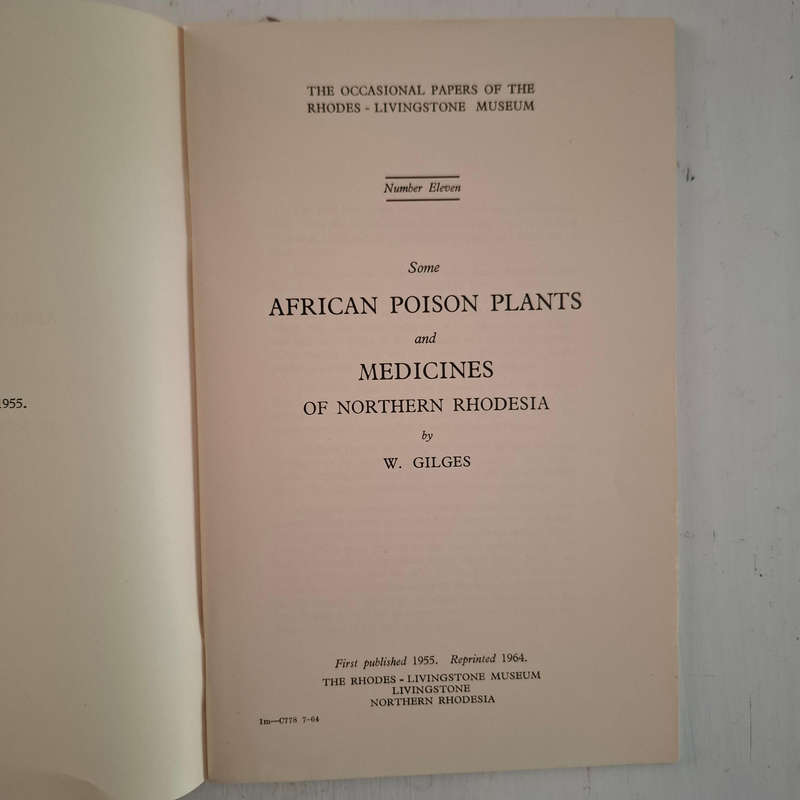 1955.
THE OCCASIONAL PAPERS OF THE
RHODES - LIVINGSTONE MUSEUM
Number Eleven
Some
AFRICAN POISON PLANTS
and
MEDICINES
OF NORTHERN RHODESIA
by
W. GILGES
First published 1955. Reprinted 1964.
THE RHODES - LIVINGSTONE MUSEUM
LIVINGSTONE
NORTHERN RHODESIA
1m—C778 7-64